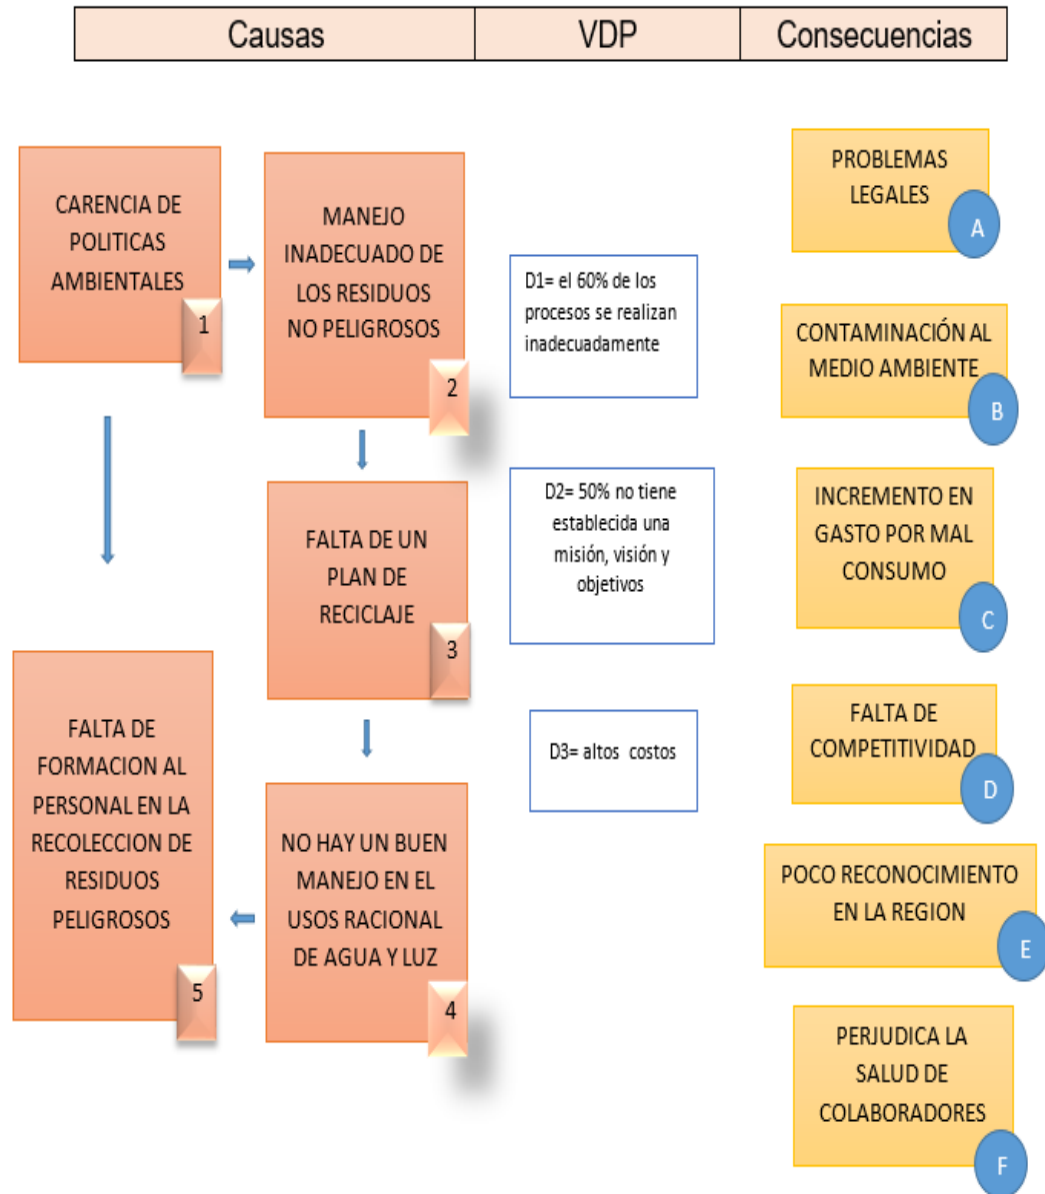 Causas
VDP
Consecuencias
CARENCIA DE
POLITICAS
AMBIENTALES
1
MANEJO
INADECUADO DE
LOS RESIDUOS
NO PELIGROSOS
2
FALTA DE UN
PLAN DE
RECICLAJE
3
NO HAY UN BUEN
MANEJO EN EL
USOS RACIONAL
DE AGUA Y LUZ
4
FALTA DE
FORMACION AL
PERSONAL EN LA
RECOLECCION DE
RESIDUOS
PELIGROSOS
5
D1= el 60% de los
procesos se realizan
inadecuadamente
D2= 50% no tiene
establecida una
misión, visión y
objetivos
D3= altos costos
PROBLEMAS
LEGALES
A
CONTAMINACIÓN AL
MEDIO AMBIENTE
B
INCREMENTO EN
GASTO POR MAL
CONSUMO
C
FALTA DE
COMPETITIVIDAD
D
POCO RECONOCIMIENTO
EN LA REGION
E
PERJUDICA LA
SALUD DE
COLABORADORES
F